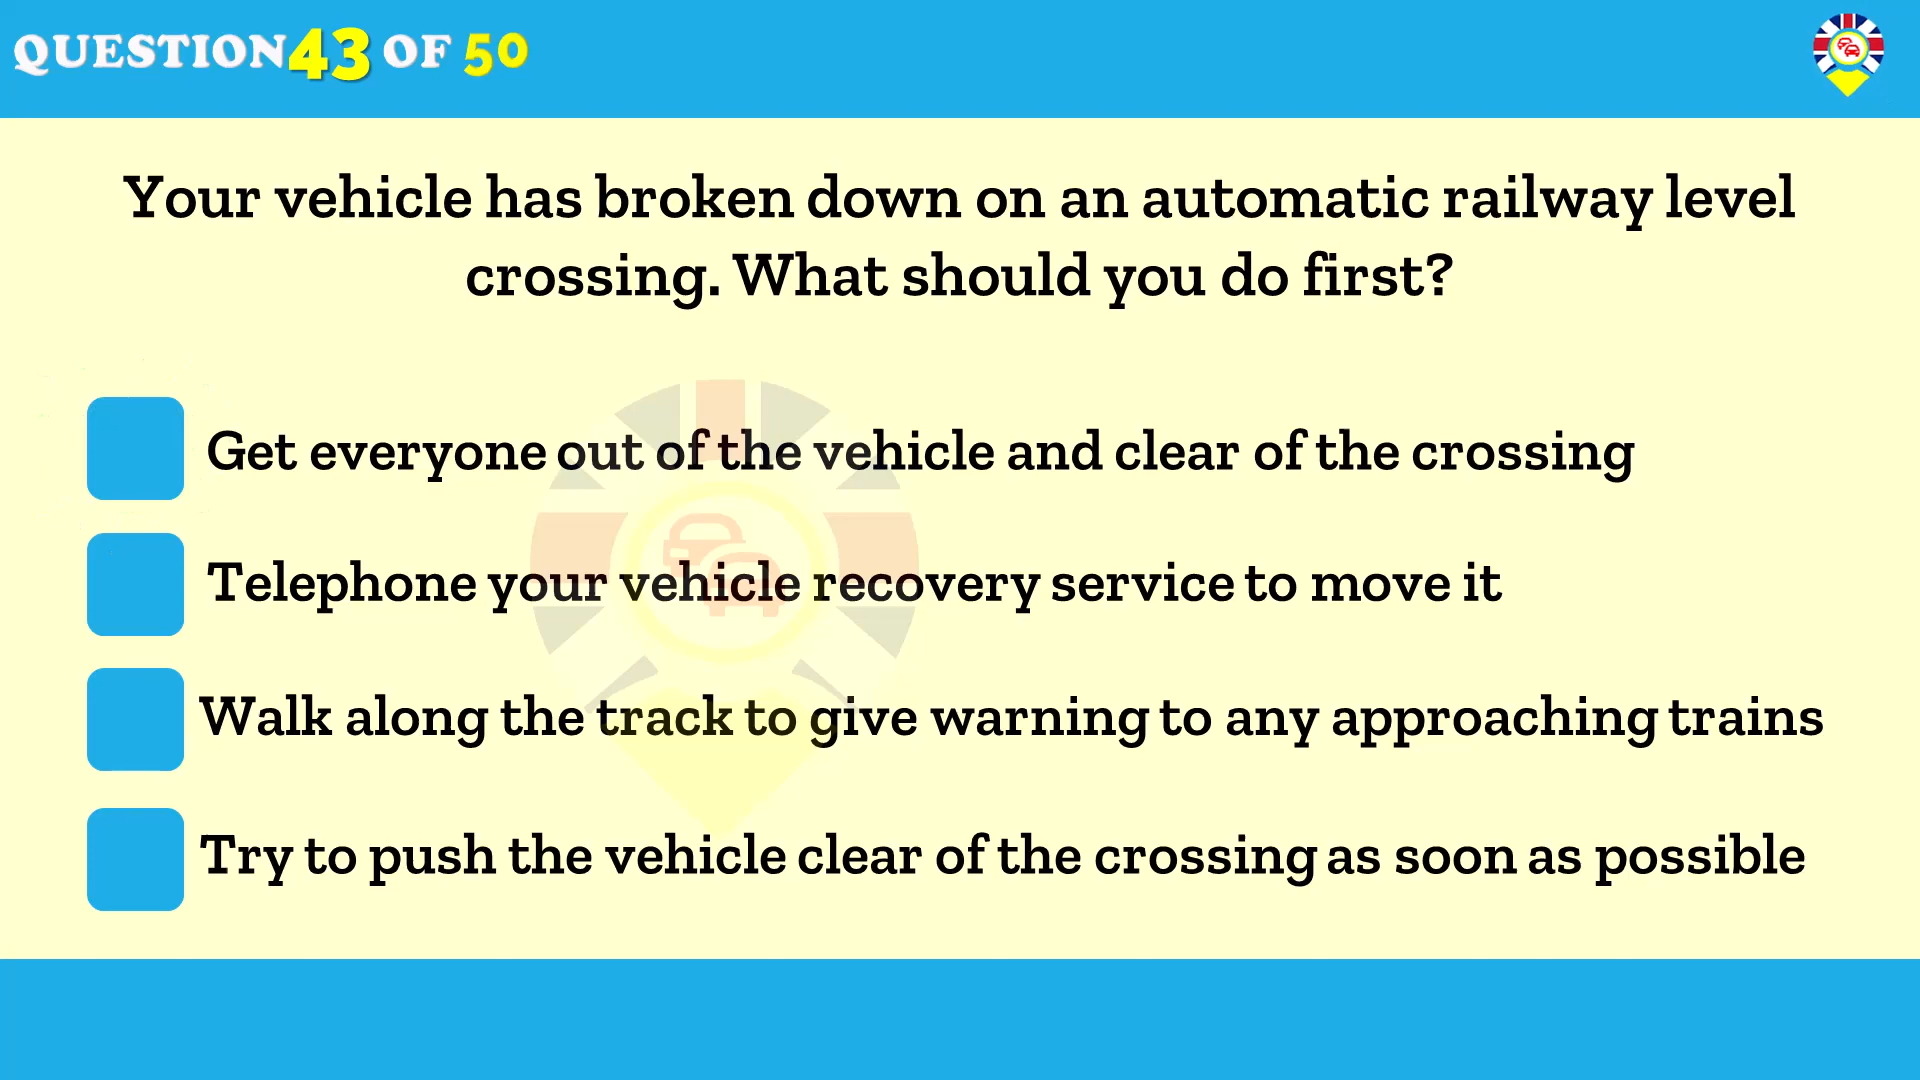 QUESTION 43 OF 50
Your vehicle has broken down on an automatic railway level
crossing. What should you do first?
Get everyone out of the vehicle and clear of the crossing
Telephone your vehicle recovery service to move it
Walk along the track to give warning to any approaching trains
Try to push the vehicle clear of the crossing as soon as possible